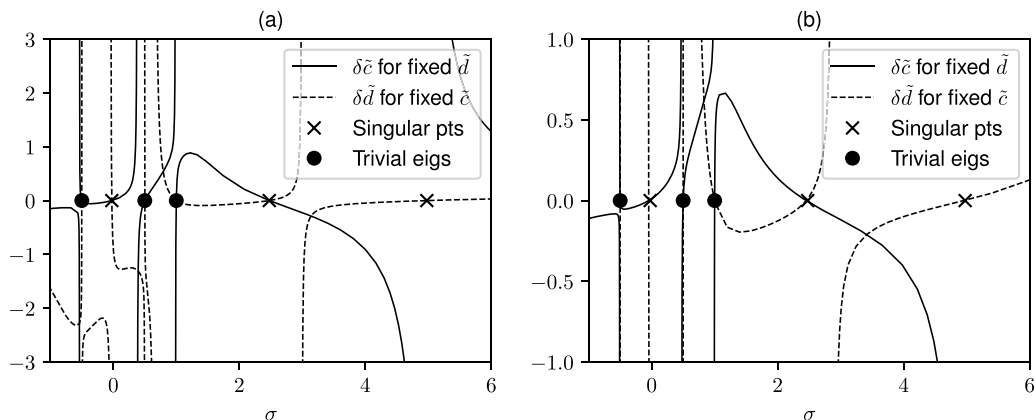 (a)
3
2
1
0
−1
−2
−3
0
2
4
6
σ
δc̃ for fixed d̃
δd̃ for fixed c̃
Singular pts
Trivial eigs
(b)
1.0
0.5
0.0
−0.5
−1.0
0
2
4
6
σ
δc̃ for fixed d̃
δd̃ for fixed c̃
Singular pts
Trivial eigs